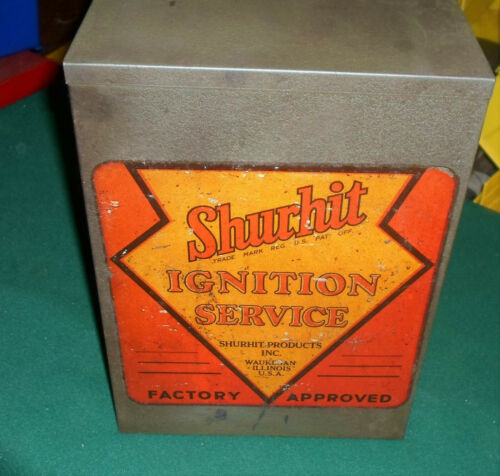 Shurhit
TRADE MARK REG. U.S. PAT. OFF.
IGNITION
SERVICE
SHURHIT PRODUCTS
INC.
WAUKEGAN
ILLINOIS
U.S.A.
FACTORY APPROVED